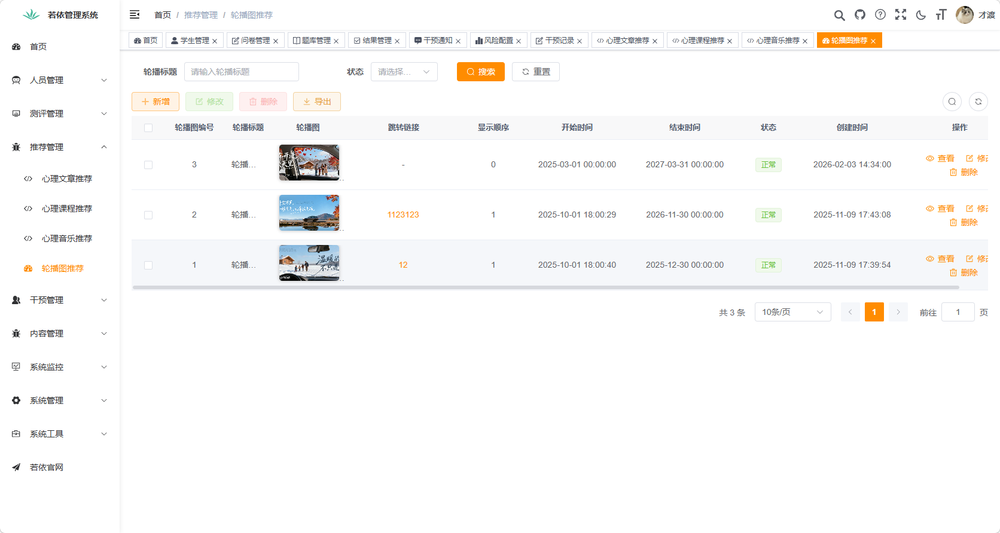 若依管理系统
首页
人员管理
测评管理
推荐管理
心理文章推荐
心理课程推荐
心理音乐推荐
轮播图推荐
干预管理
内容管理
系统监控
系统管理
系统工具
若依官网
首页 / 推荐管理 / 轮播图推荐
才渡
首页 学生管理 问卷管理 题库管理 结果管理 干预通知 风险配置 干预记录 心理文章推荐 心理课程推荐 心理音乐推荐 轮播图推荐
轮播标题 请输入轮播标题 状态 请选择... 搜索 重置
新增 修改 删除 导出
轮播图编号 轮播标题 轮播图 跳转链接 显示顺序 开始时间 结束时间 状态 创建时间 操作
3 轮播... - 0 2025-03-01 00:00:00 2027-03-31 00:00:00 正常 2026-02-03 14:34:00 查看 修
删除
2 轮播... 1123123 1 2025-10-01 18:00:29 2026-11-30 00:00:00 正常 2025-11-09 17:43:08 查看 修
删除
1 轮播... 温暖 不只是 12 1 2025-10-01 18:00:40 2025-12-30 00:00:00 正常 2025-11-09 17:39:54 查看 修
删除
共 3 条 10条/页 1 前往 1 页